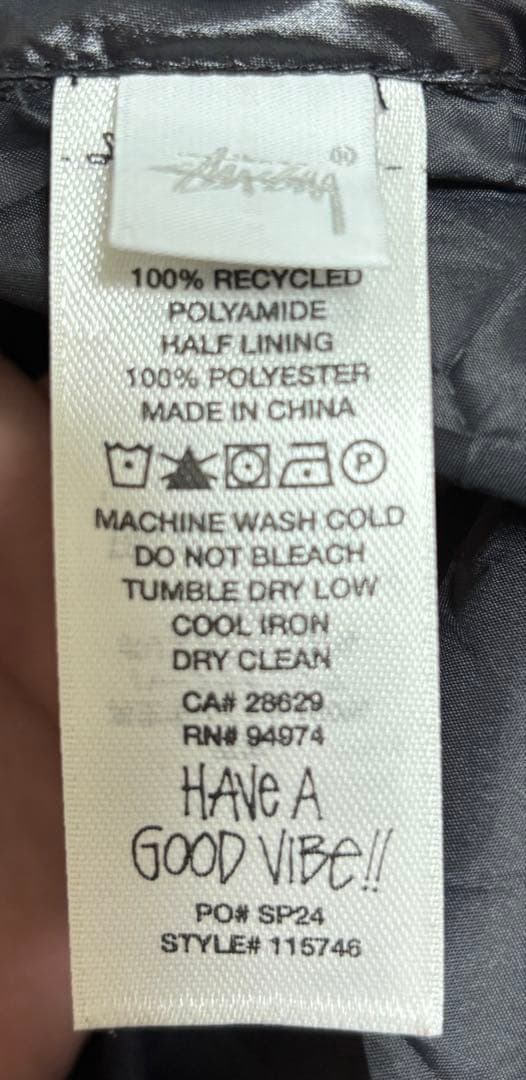 Stüssy ®
100% RECYCLED
POLYAMIDE
HALF LINING
100% POLYESTER
MADE IN CHINA
P
MACHINE WASH COLD
DO NOT BLEACH
TUMBLE DRY LOW
COOL IRON
DRY CLEAN
CA# 28629
RN# 94974
HAVe A
GOOD ViBe!!
PO# SP24
STYLE# 115746